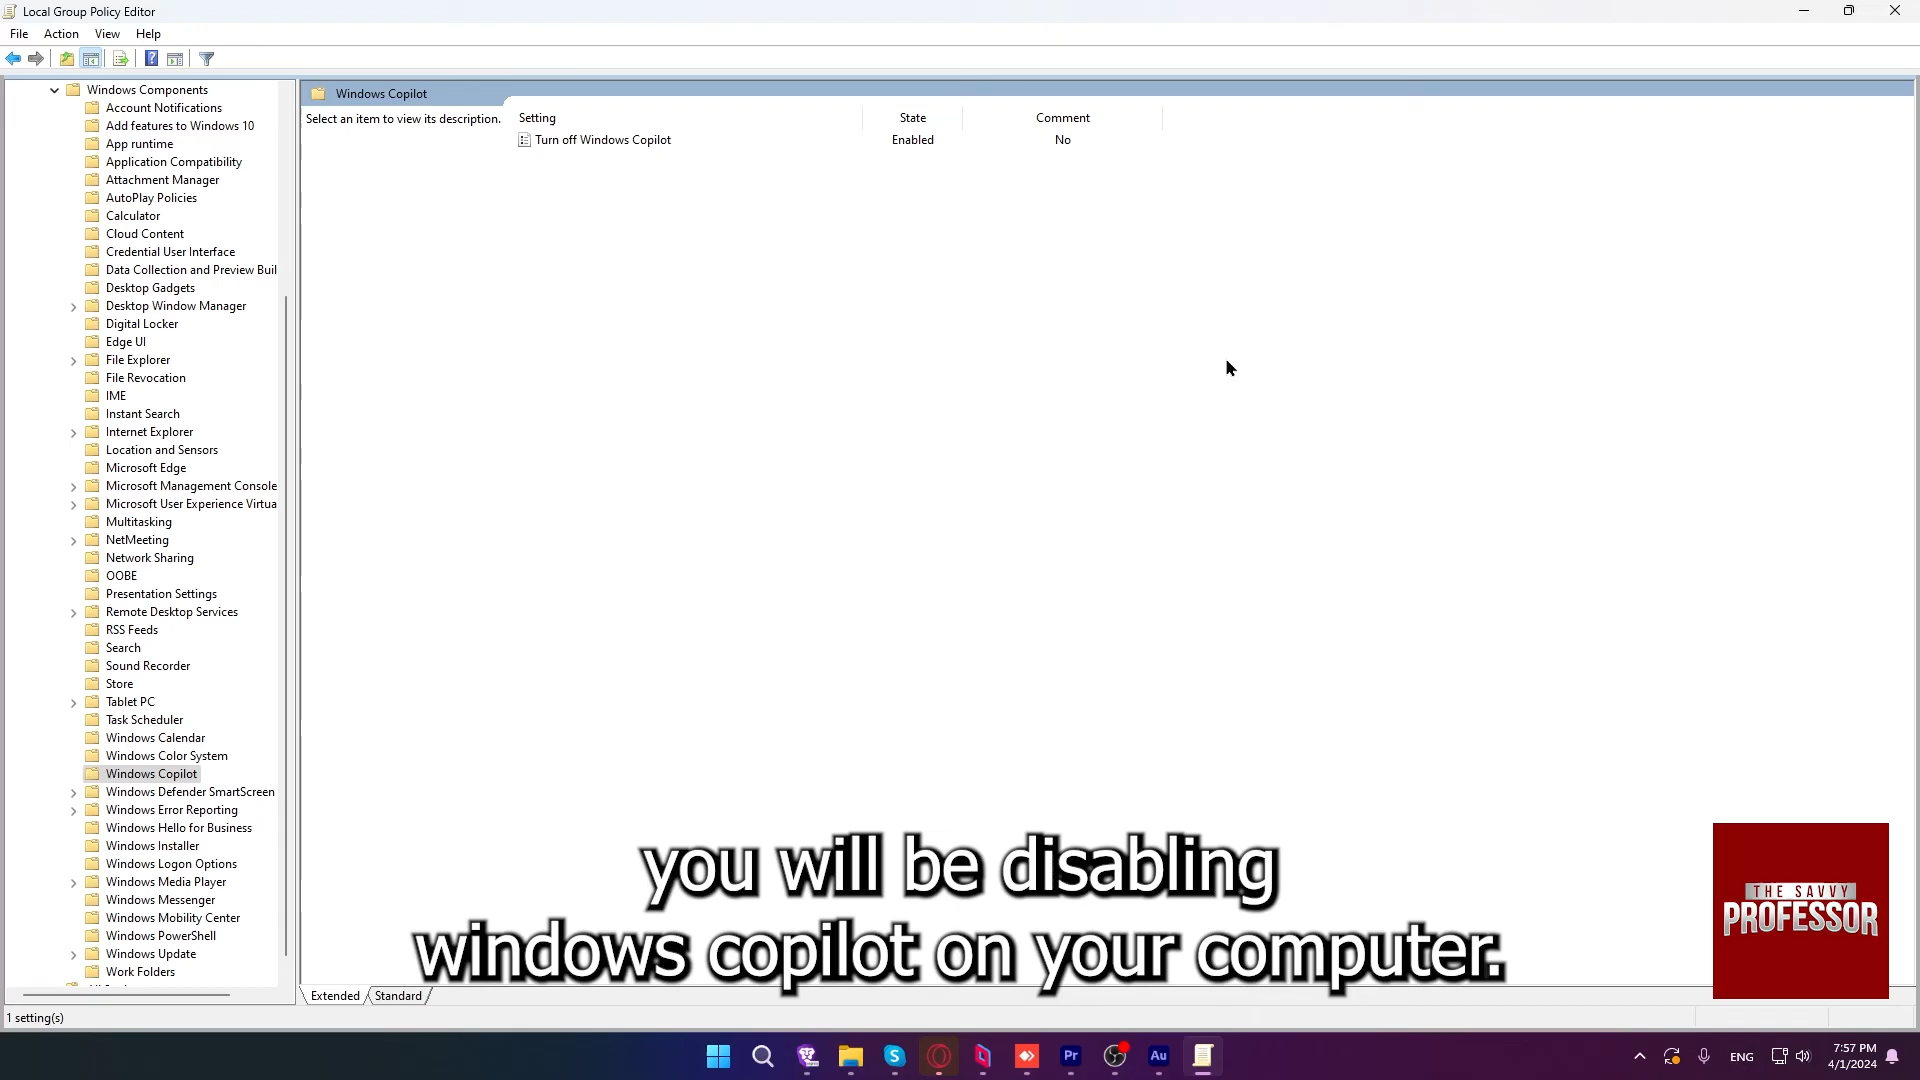 Local Group Policy Editor
File Action View Help
Windows Components
Account Notifications
Add features to Windows 10
App runtime
Application Compatibility
Attachment Manager
AutoPlay Policies
Calculator
Cloud Content
Credential User Interface
Data Collection and Preview Buil
Desktop Gadgets
Desktop Window Manager
Digital Locker
Edge UI
File Explorer
File Revocation
IME
Instant Search
Internet Explorer
Location and Sensors
Microsoft Edge
Microsoft Management Console
Microsoft User Experience Virtua
Multitasking
NetMeeting
Network Sharing
OOBE
Presentation Settings
Remote Desktop Services
RSS Feeds
Search
Sound Recorder
Store
Tablet PC
Task Scheduler
Windows Calendar
Windows Color System
Windows Copilot
Windows Defender SmartScreen
Windows Error Reporting
Windows Hello for Business
Windows Installer
Windows Logon Options
Windows Media Player
Windows Messenger
Windows Mobility Center
Windows PowerShell
Windows Update
Work Folders
Windows Copilot
Select an item to view its description.
Setting State Comment
Turn off Windows Copilot Enabled No
you will be disabling
windows copilot on your computer.
THE SAVVY
PROFESSOR
Extended Standard
1 setting(s)
S Pr Au
ENG
7:57 PM
4/1/2024